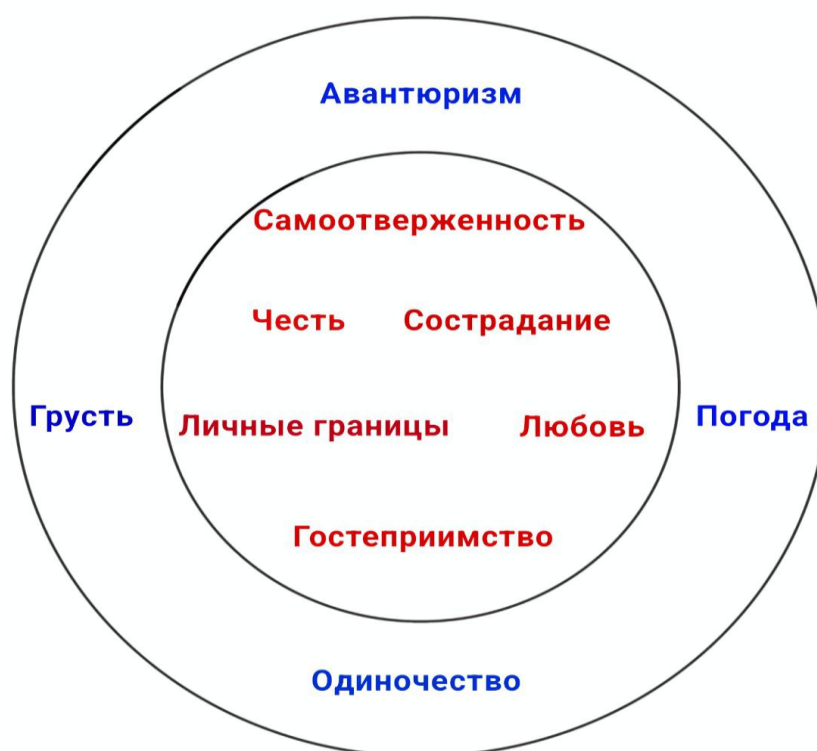 Авантюризм
Самоотверженность
Честь Сострадание
Грусть Личные границы Любовь Погода
Гостеприимство
Одиночество